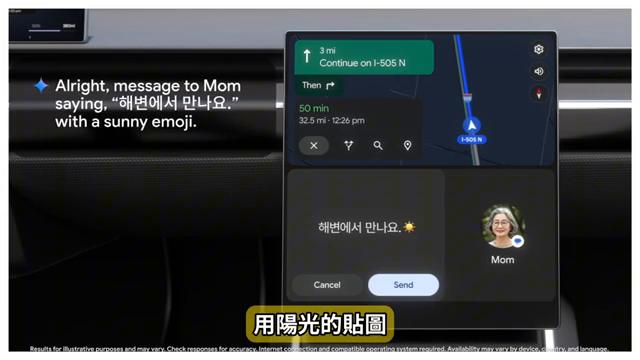 Alright, message to Mom
saying, “해변에서 만나요.”
with a sunny emoji.
3 mi
Continue on I-505 N
Then
50 min
32.5 mi · 12:26 pm
I-505 N
해변에서 만나요.☀️
Mom
Cancel
Send
用陽光的貼圖
Results for illustrative purposes and may vary. Check responses for accuracy. Internet connection and compatible operating system required. Availability may vary by device, country, and language.